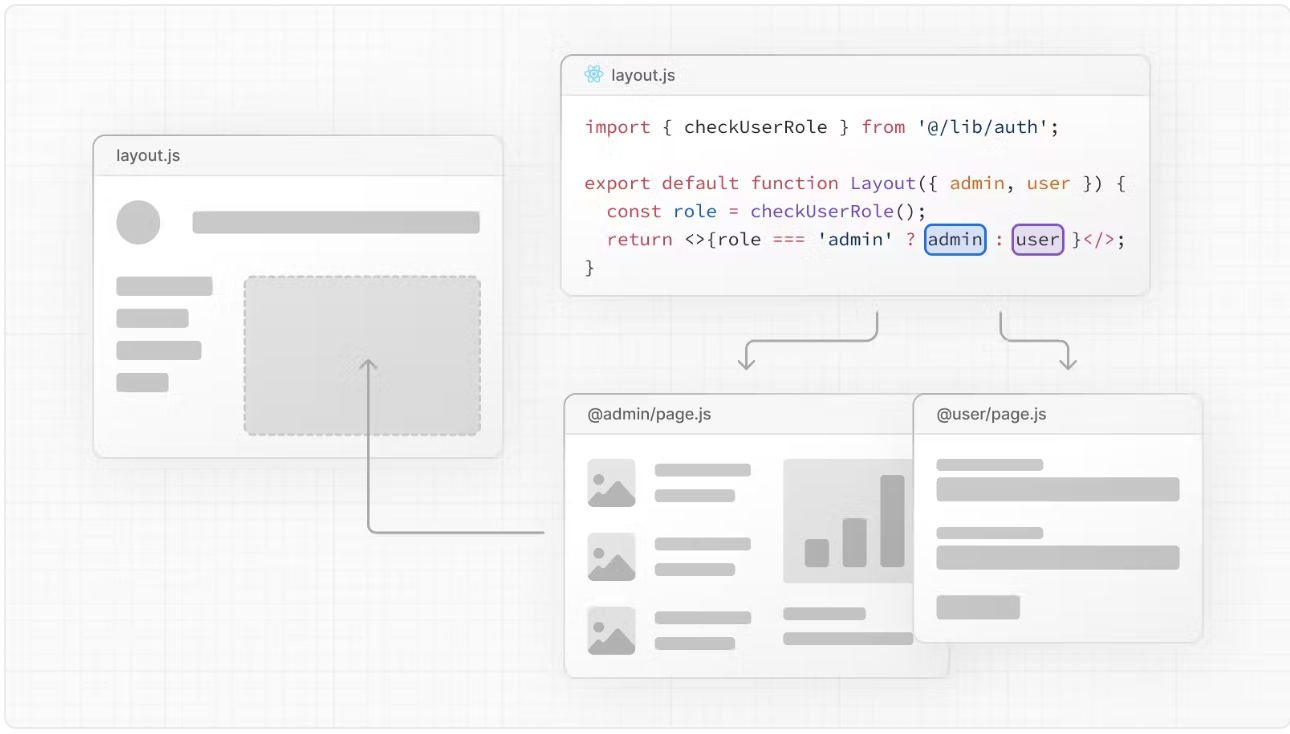 layout.js
layout.js
import { checkUserRole } from '@/lib/auth';
export default function Layout({ admin, user }) {
const role = checkUserRole();
return <>{role === 'admin' ? admin : user }</>;
}
@admin/page.js
@user/page.js